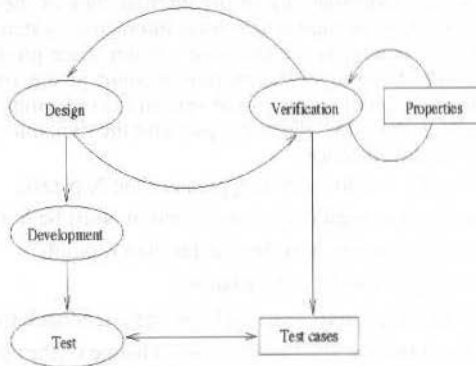 Design
Verification
Properties
Development
Test
Test cases